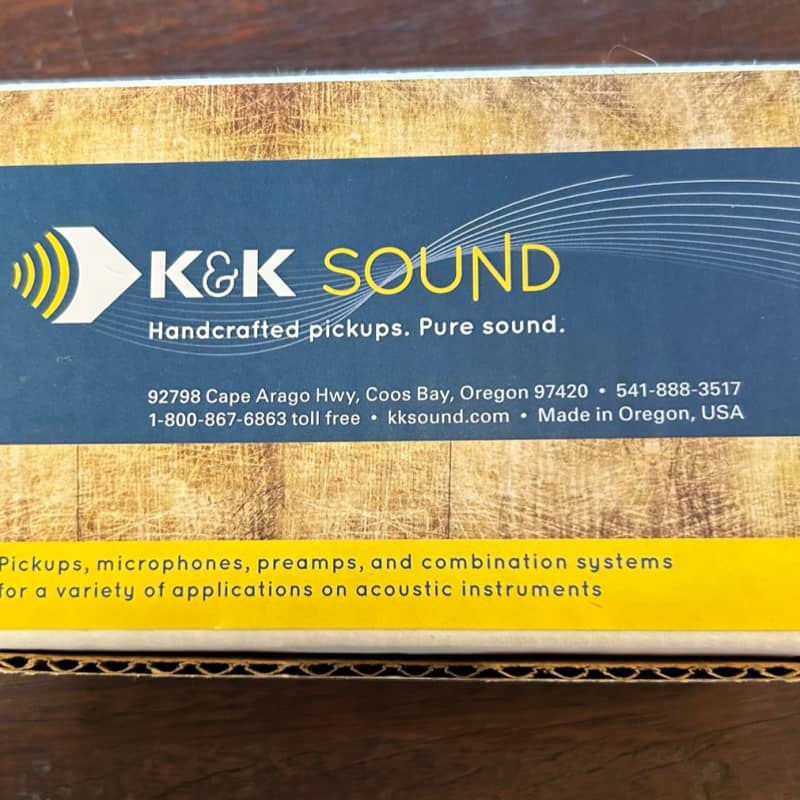 K&K SOUND
Handcrafted pickups. Pure sound.
92798 Cape Arago Hwy, Coos Bay, Oregon 97420 • 541-888-3517
1-800-867-6863 toll free • kksound.com • Made in Oregon, USA
Pickups, microphones, preamps, and combination systems
for a variety of applications on acoustic instruments